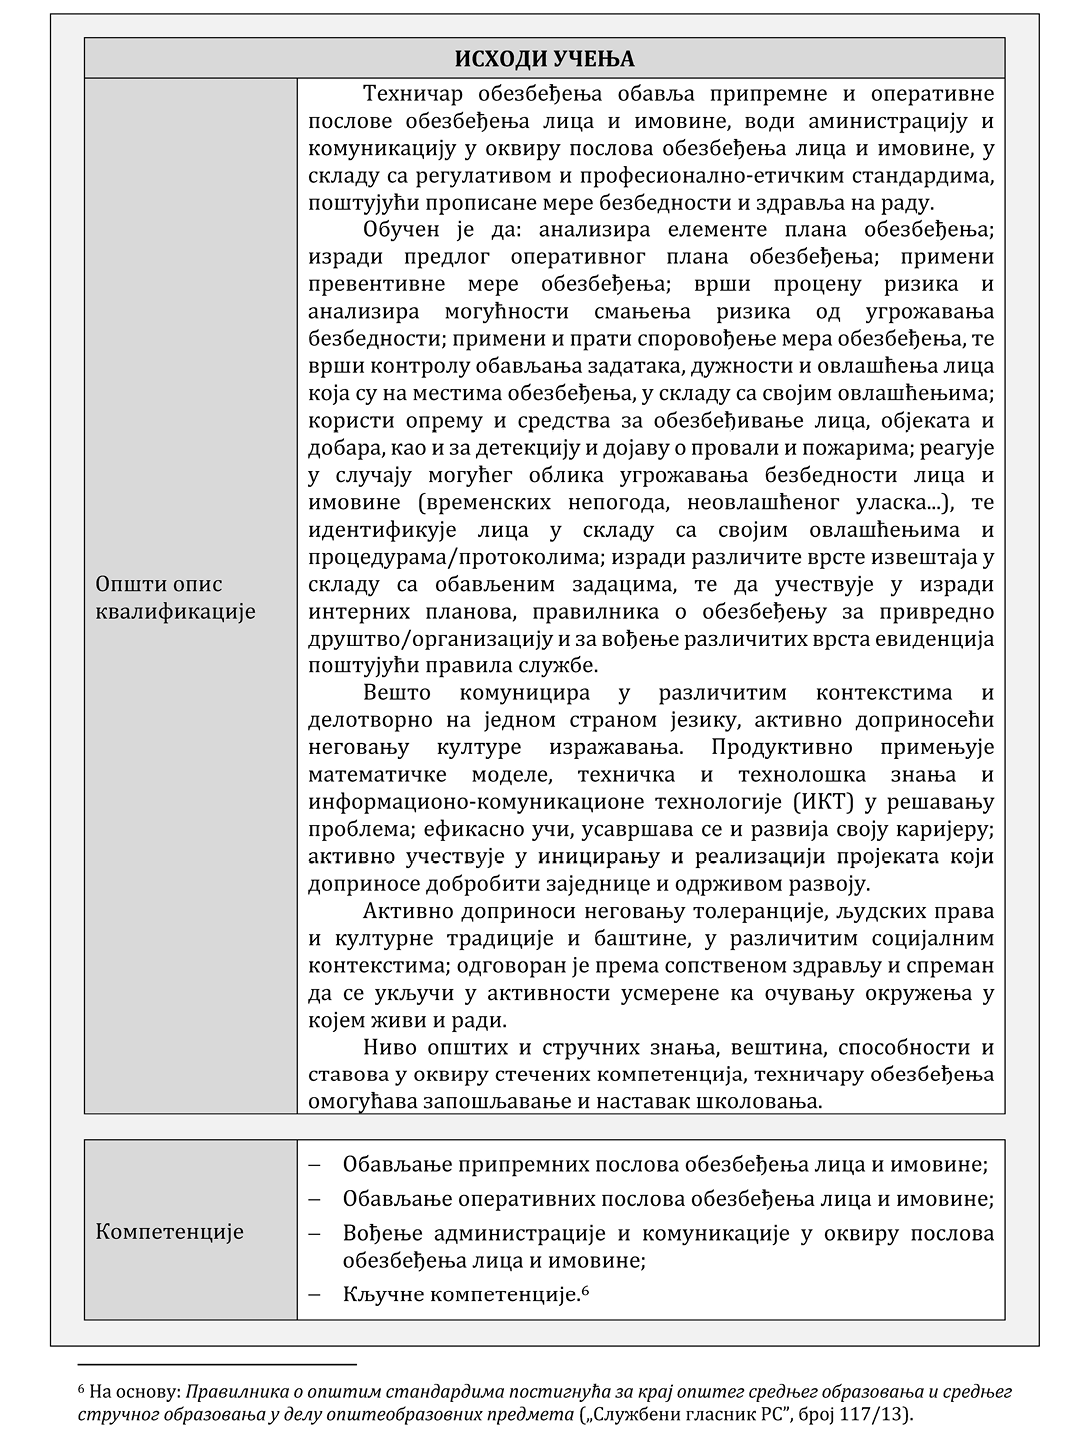 ИСХОДИ УЧЕЊА
Општи опис
квалификације
Техничар обезбеђења обавља припремне и оперативне
послове обезбеђења лица и имовине, води аминистрацију и
комуникацију у оквиру послова обезбеђења лица и имовине, у
складу са регулативом и професионално-етичким стандардима,
поштујући прописане мере безбедности и здравља на раду.
Обучен је да: анализира елементе плана обезбеђења;
изради предлог оперативног плана обезбеђења; примени
превентивне мере обезбеђења; врши процену ризика и
анализира могућности смањења ризика од угрожавања
безбедности; примени и прати споровођење мера обезбеђења, те
врши контролу обављања задатака, дужности и овлашћења лица
која су на местима обезбеђења, у складу са својим овлашћењима;
користи опрему и средства за обезбеђивање лица, објеката и
добара, као и за детекцију и дојаву о провали и пожарима; реагује
у случају могућег облика угрожавања безбедности лица и
имовине (временских непогода, неовлашћеног уласка...), те
идентификује лица у складу са својим овлашћењима и
процедурама/протоколима; изради различите врсте извештаја у
складу са обављеним задацима, те да учествује у изради
интерних планова, правилника о обезбеђењу за привредно
друштво/организацију и за вођење различитих врста евиденција
поштујући правила службе.
Вешто комуницира у различитим контекстима и
делотворно на једном страном језику, активно доприносећи
неговању културе изражавања. Продуктивно примењује
математичке моделе, техничка и технолошка знања и
информационо-комуникационе технологије (ИКТ) у решавању
проблема; ефикасно учи, усавршава се и развија своју каријеру;
активно учествује у иницирању и реализацији пројеката који
доприносе добробити заједнице и одрживом развоју.
Активно доприноси неговању толеранције, људских права
и културне традиције и баштине, у различитим социјалним
контекстима; одговоран је према сопственом здрављу и спреман
да се укључи у активности усмерене ка очувању окружења у
којем живи и ради.
Ниво општих и стручних знања, вештина, способности и
ставова у оквиру стечених компетенција, техничару обезбеђења
омогућава запошљавање и наставак школовања.
Компетенције
– Обављање припремних послова обезбеђења лица и имовине;
– Обављање оперативних послова обезбеђења лица и имовине;
– Вођење администрације и комуникације у оквиру послова
обезбеђења лица и имовине;
– Кључне компетенције.⁶
⁶ На основу: Правилника о општим стандардима постигнућа за крај општег средњег образовања и средњег
стручног образовања у делу општеобразовних предмета („Службени гласник РС”, број 117/13).